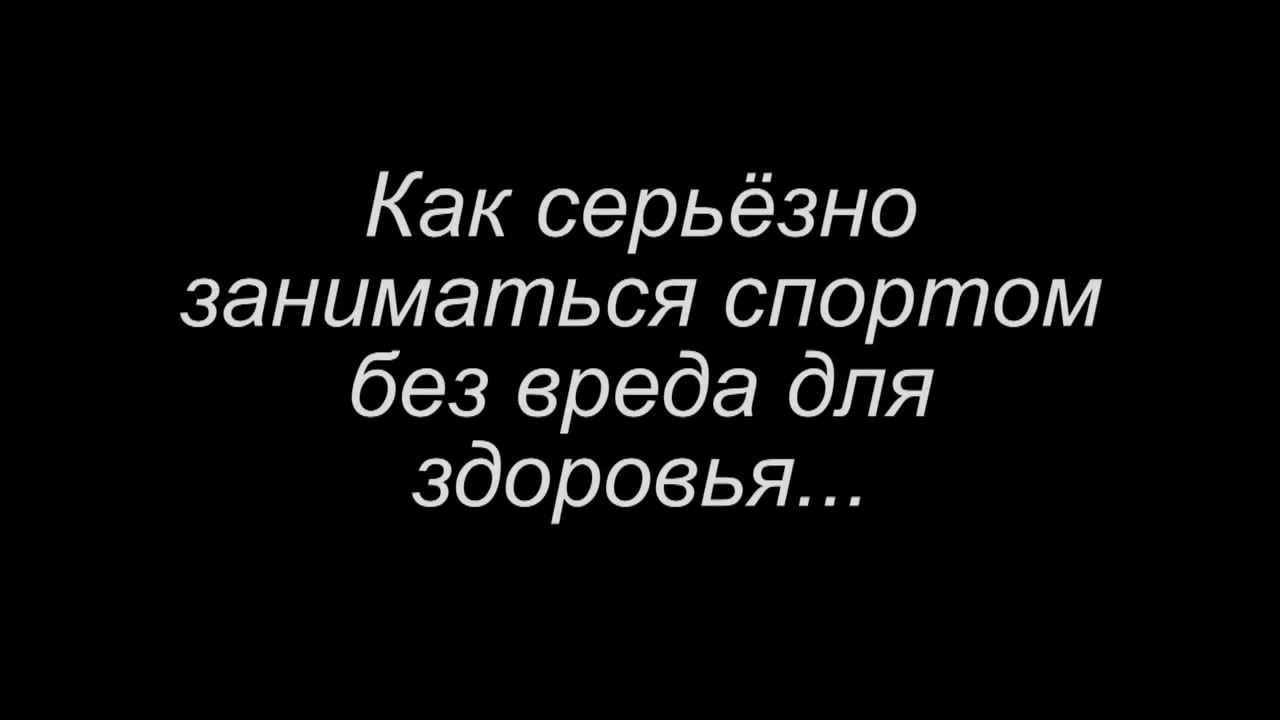 Как серьёзно
заниматься спортом
без вреда для
здоровья...